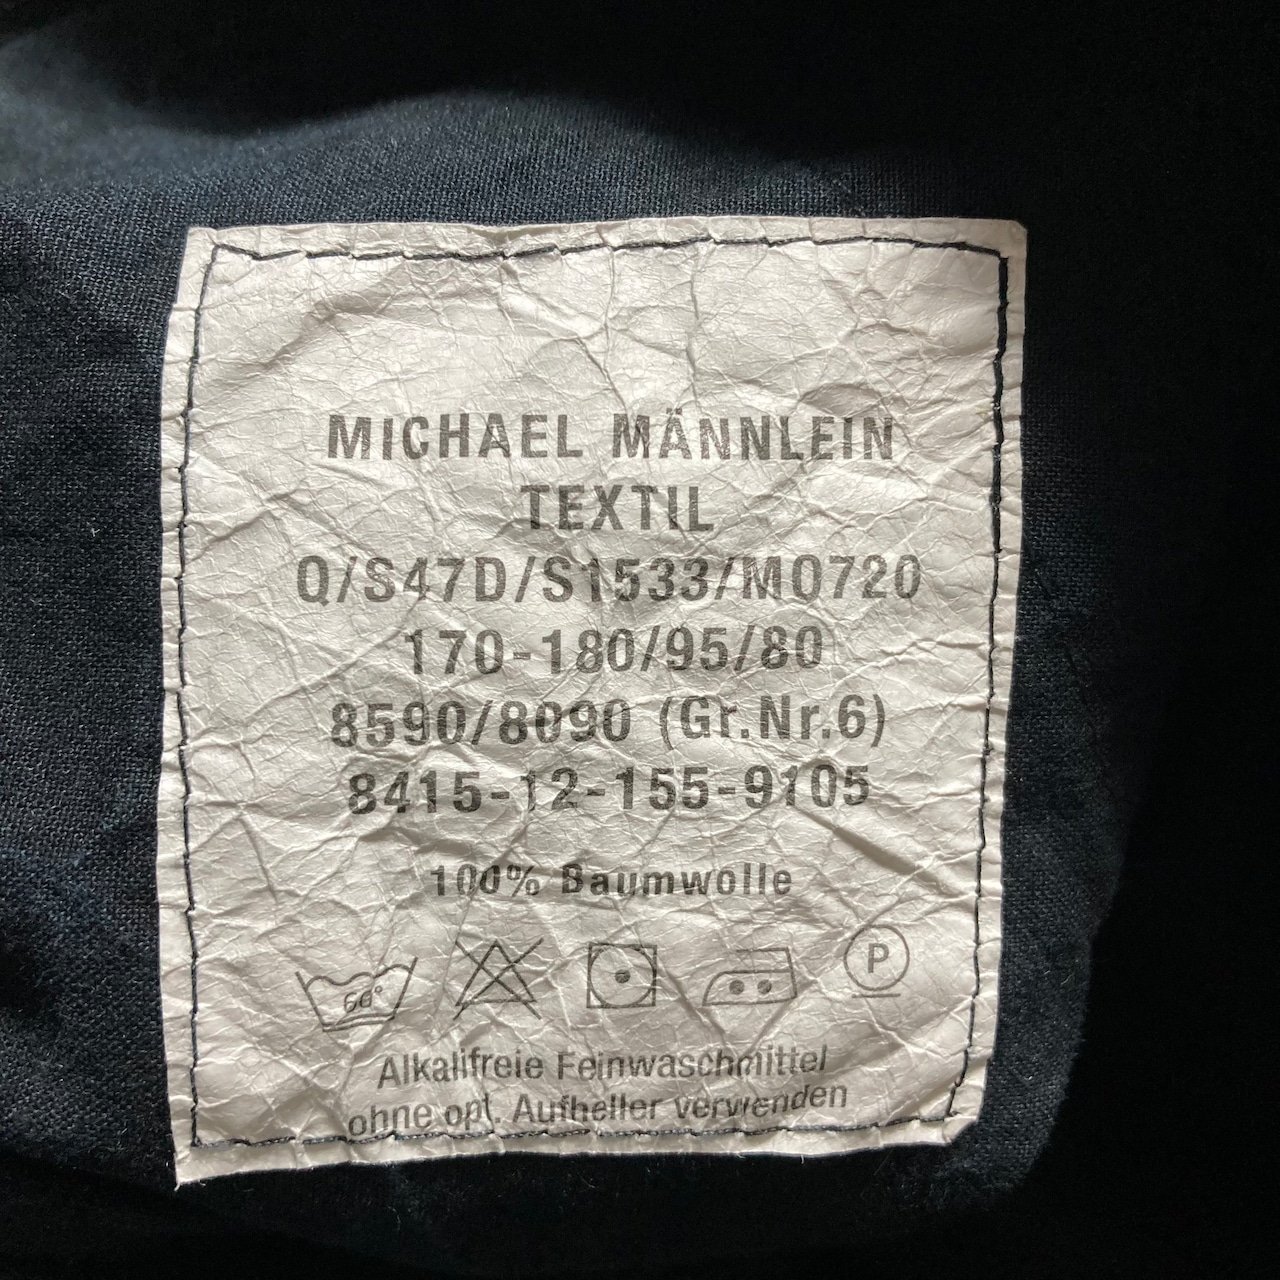 MICHAEL MÄNNLEIN
TEXTIL
Q/S47D/S1533/M0720
170-180/95/80
8590/8090 (Gr.Nr.6)
8415-12-155-9105
100% Baumwolle
60° P
Alkalifreie Feinwaschmittel
ohne opt. Aufheller verwenden